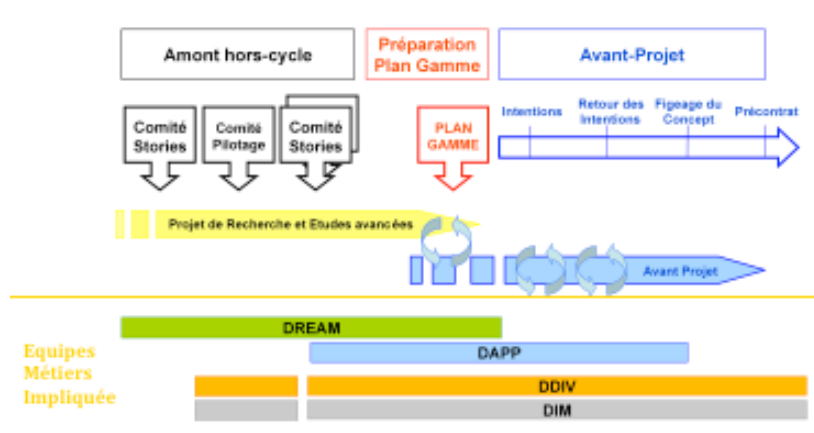 Amont hors-cycle
Préparation
Plan Gamme
Avant-Projet
Comité
Stories
Comité
Pilotage
Comité
Stories
PLAN
GAMME
Intentions
Retour des
Intentions
Figeage du
Concept
Précontrat
Projet de Recherche et Etudes avancées
Avant Projet
Equipes
Métiers
Impliquée
DREAM
DAPP
DDIV
DIM